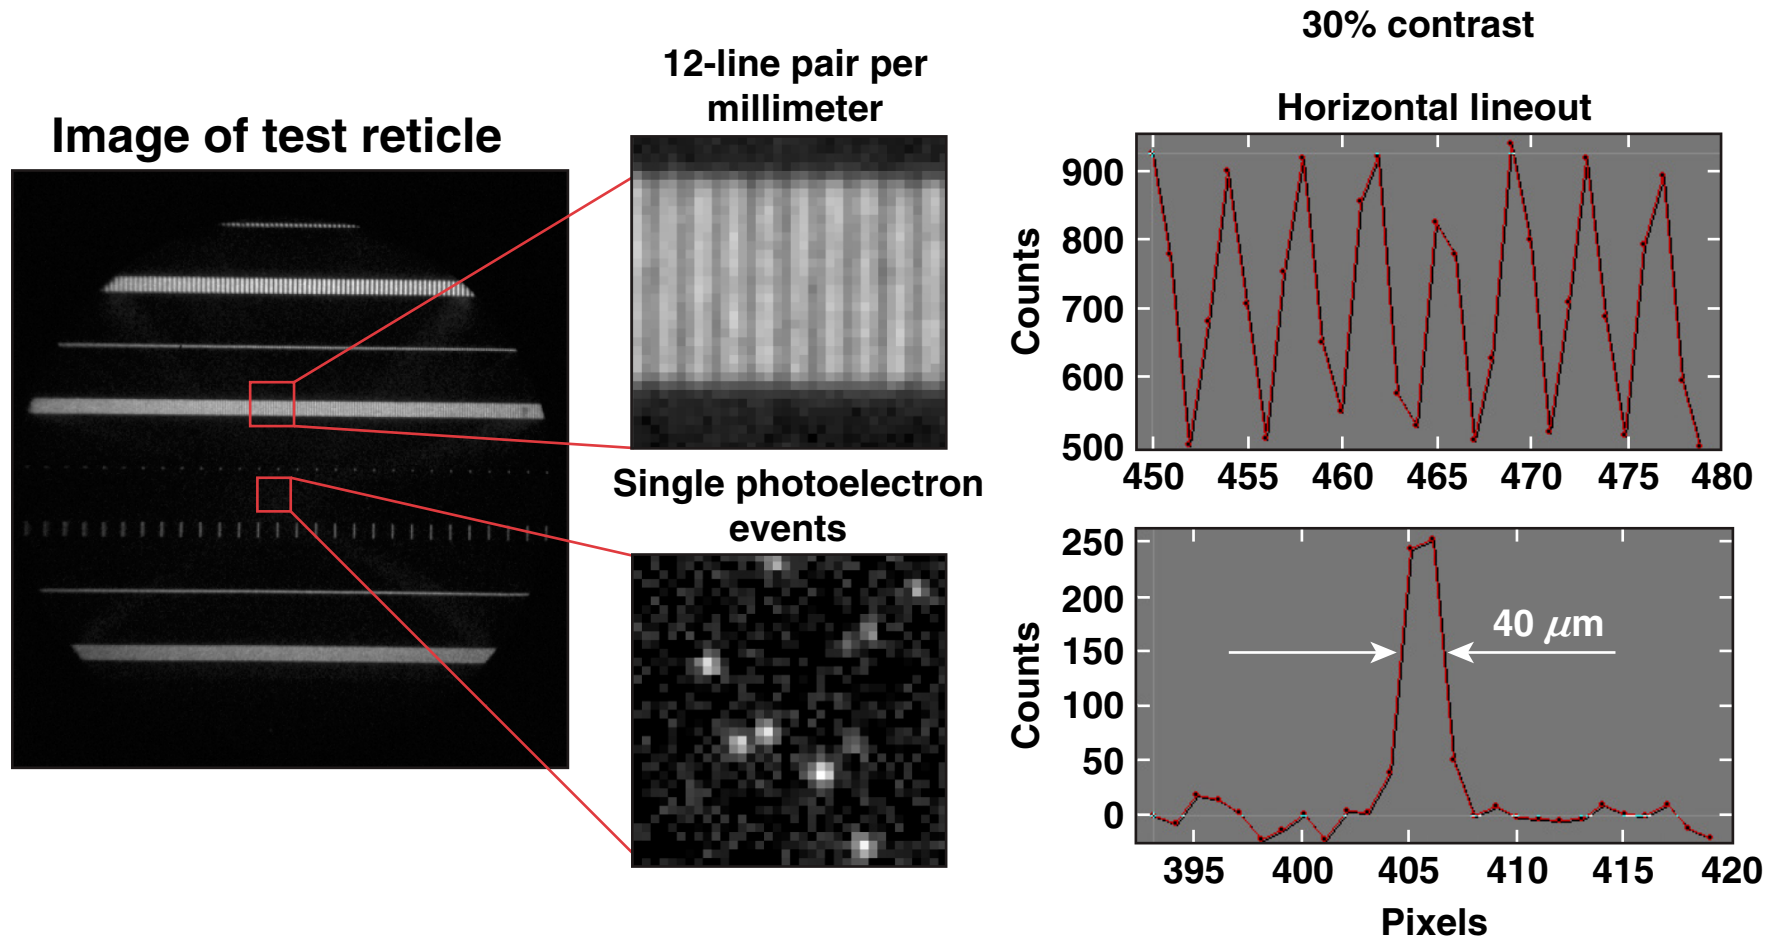 Image of test reticle
12-line pair per
millimeter
Single photoelectron
events
30% contrast
Horizontal lineout
Counts
900
800
700
600
500
450 455 460 465 470 475 480
Counts
250
200
150
100
50
0
40 μm
395 400 405 410 415 420
Pixels